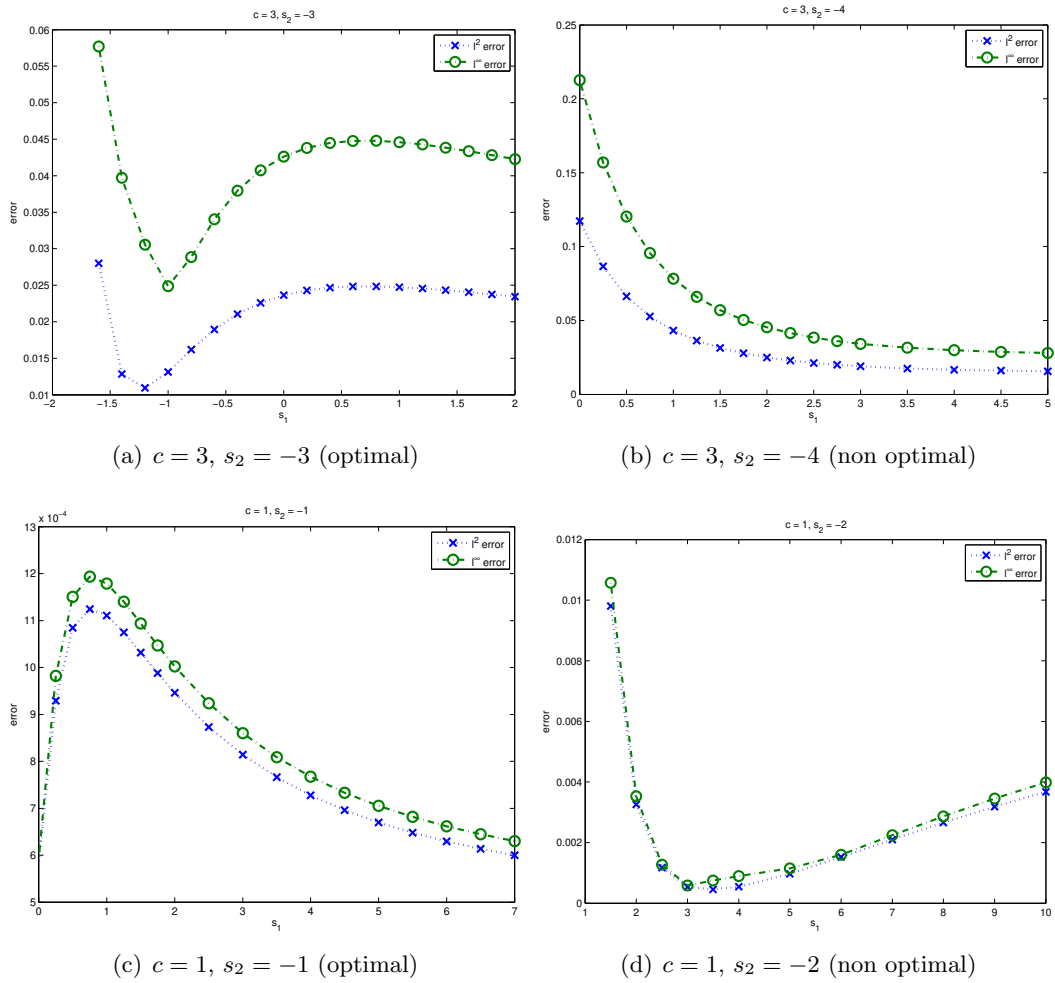 c = 3, s₂ = −3
0.06
0.055
0.05
0.045
0.04
0.035
0.03
0.025
0.02
0.015
0.01
error
l² error
l∞ error
−2
−1.5
−1
−0.5
0
0.5
1
1.5
2
s₁
(a) c = 3, s₂ = −3 (optimal)
c = 3, s₂ = −4
0.25
0.2
0.15
0.1
0.05
0
error
l² error
l∞ error
0
0.5
1
1.5
2
2.5
3
3.5
4
4.5
5
s₁
(b) c = 3, s₂ = −4 (non optimal)
x 10⁻⁴
c = 1, s₂ = −1
13
12
11
10
9
8
7
6
5
error
l² error
l∞ error
0
1
2
3
4
5
6
7
s₁
(c) c = 1, s₂ = −1 (optimal)
c = 1, s₂ = −2
0.012
0.01
0.008
0.006
0.004
0.002
0
error
l² error
l∞ error
1
2
3
4
5
6
7
8
9
10
s₁
(d) c = 1, s₂ = −2 (non optimal)